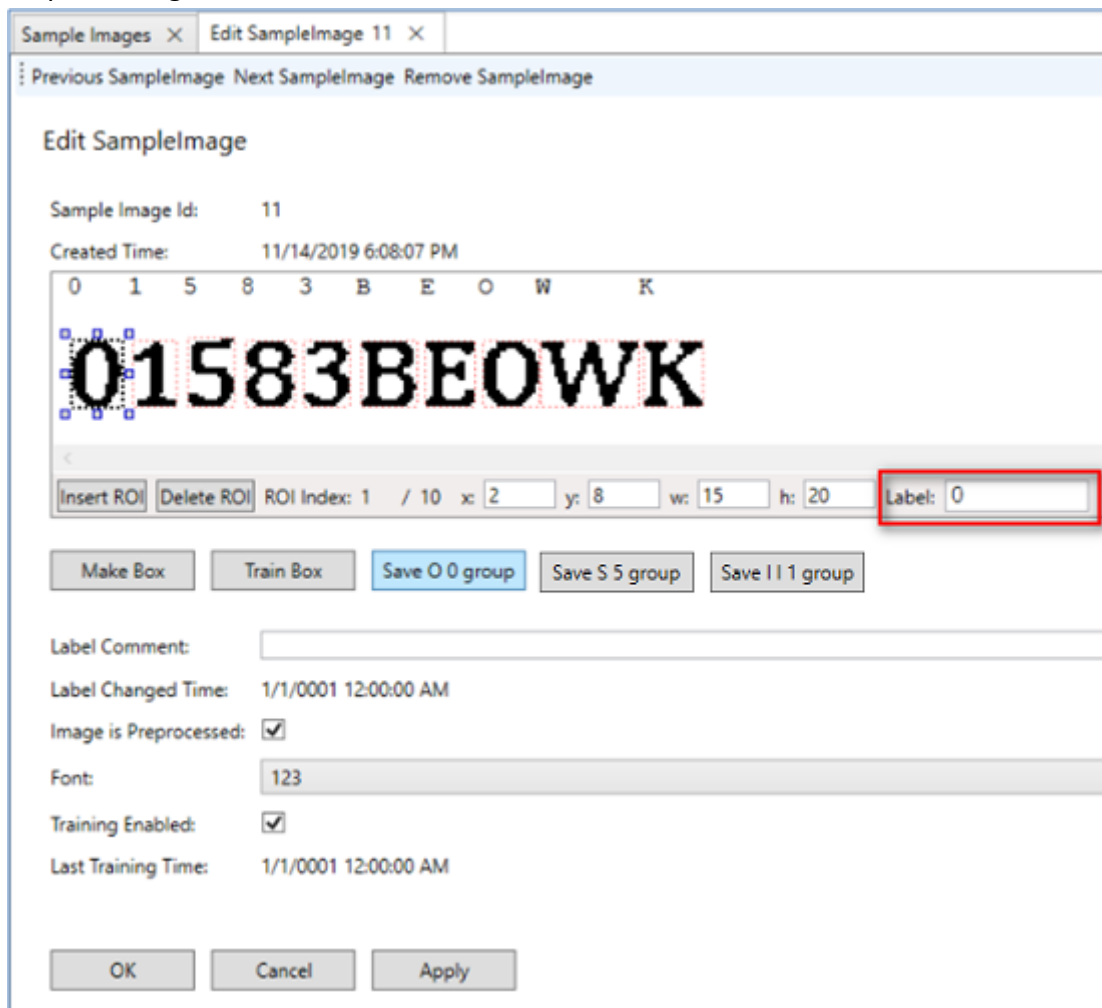 Sample Images × Edit SampleImage 11 ×
Previous SampleImage Next SampleImage Remove SampleImage
Edit SampleImage
Sample Image Id: 11
Created Time: 11/14/2019 6:08:07 PM
0 1 5 8 3 B E O W K
01583BEOWK
Insert ROI Delete ROI ROI Index: 1 / 10 x: 2 y: 8 w: 15 h: 20 Label: 0
Make Box Train Box Save O 0 group Save S 5 group Save I l 1 group
Label Comment:
Label Changed Time: 1/1/0001 12:00:00 AM
Image is Preprocessed:
Font: 123
Training Enabled:
Last Training Time: 1/1/0001 12:00:00 AM
OK Cancel Apply